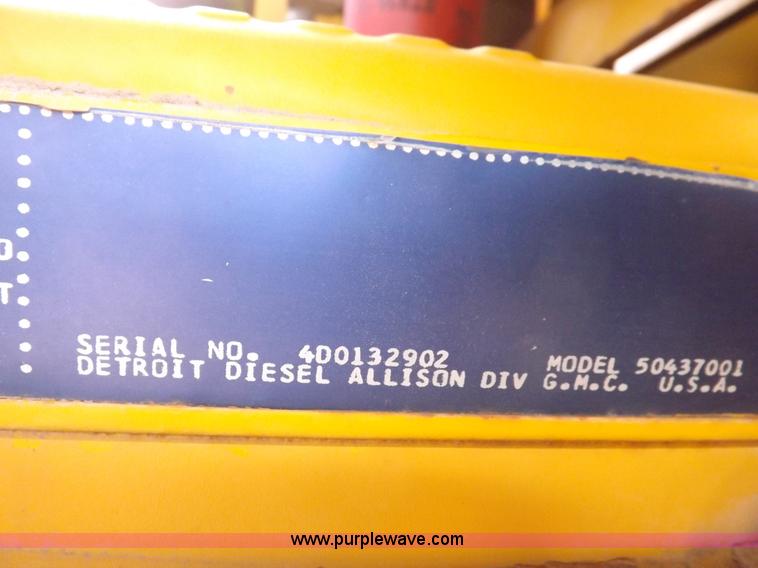 O
T
SERIAL NO. 4D0132902 MODEL 50437001
DETROIT DIESEL ALLISON DIV G.M.C. U.S.A.
www.purplewave.com